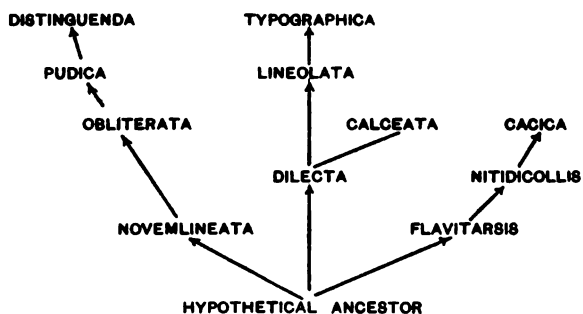 DISTINGUENDA TYPOGRAPHICA
PUDICA LINEOLATA
OBLITERATA CALCEATA CACICA
DILECTA NITIDICOLLIS
NOVEMLINEATA FLAVITARSIS
HYPOTHETICAL ANCESTOR